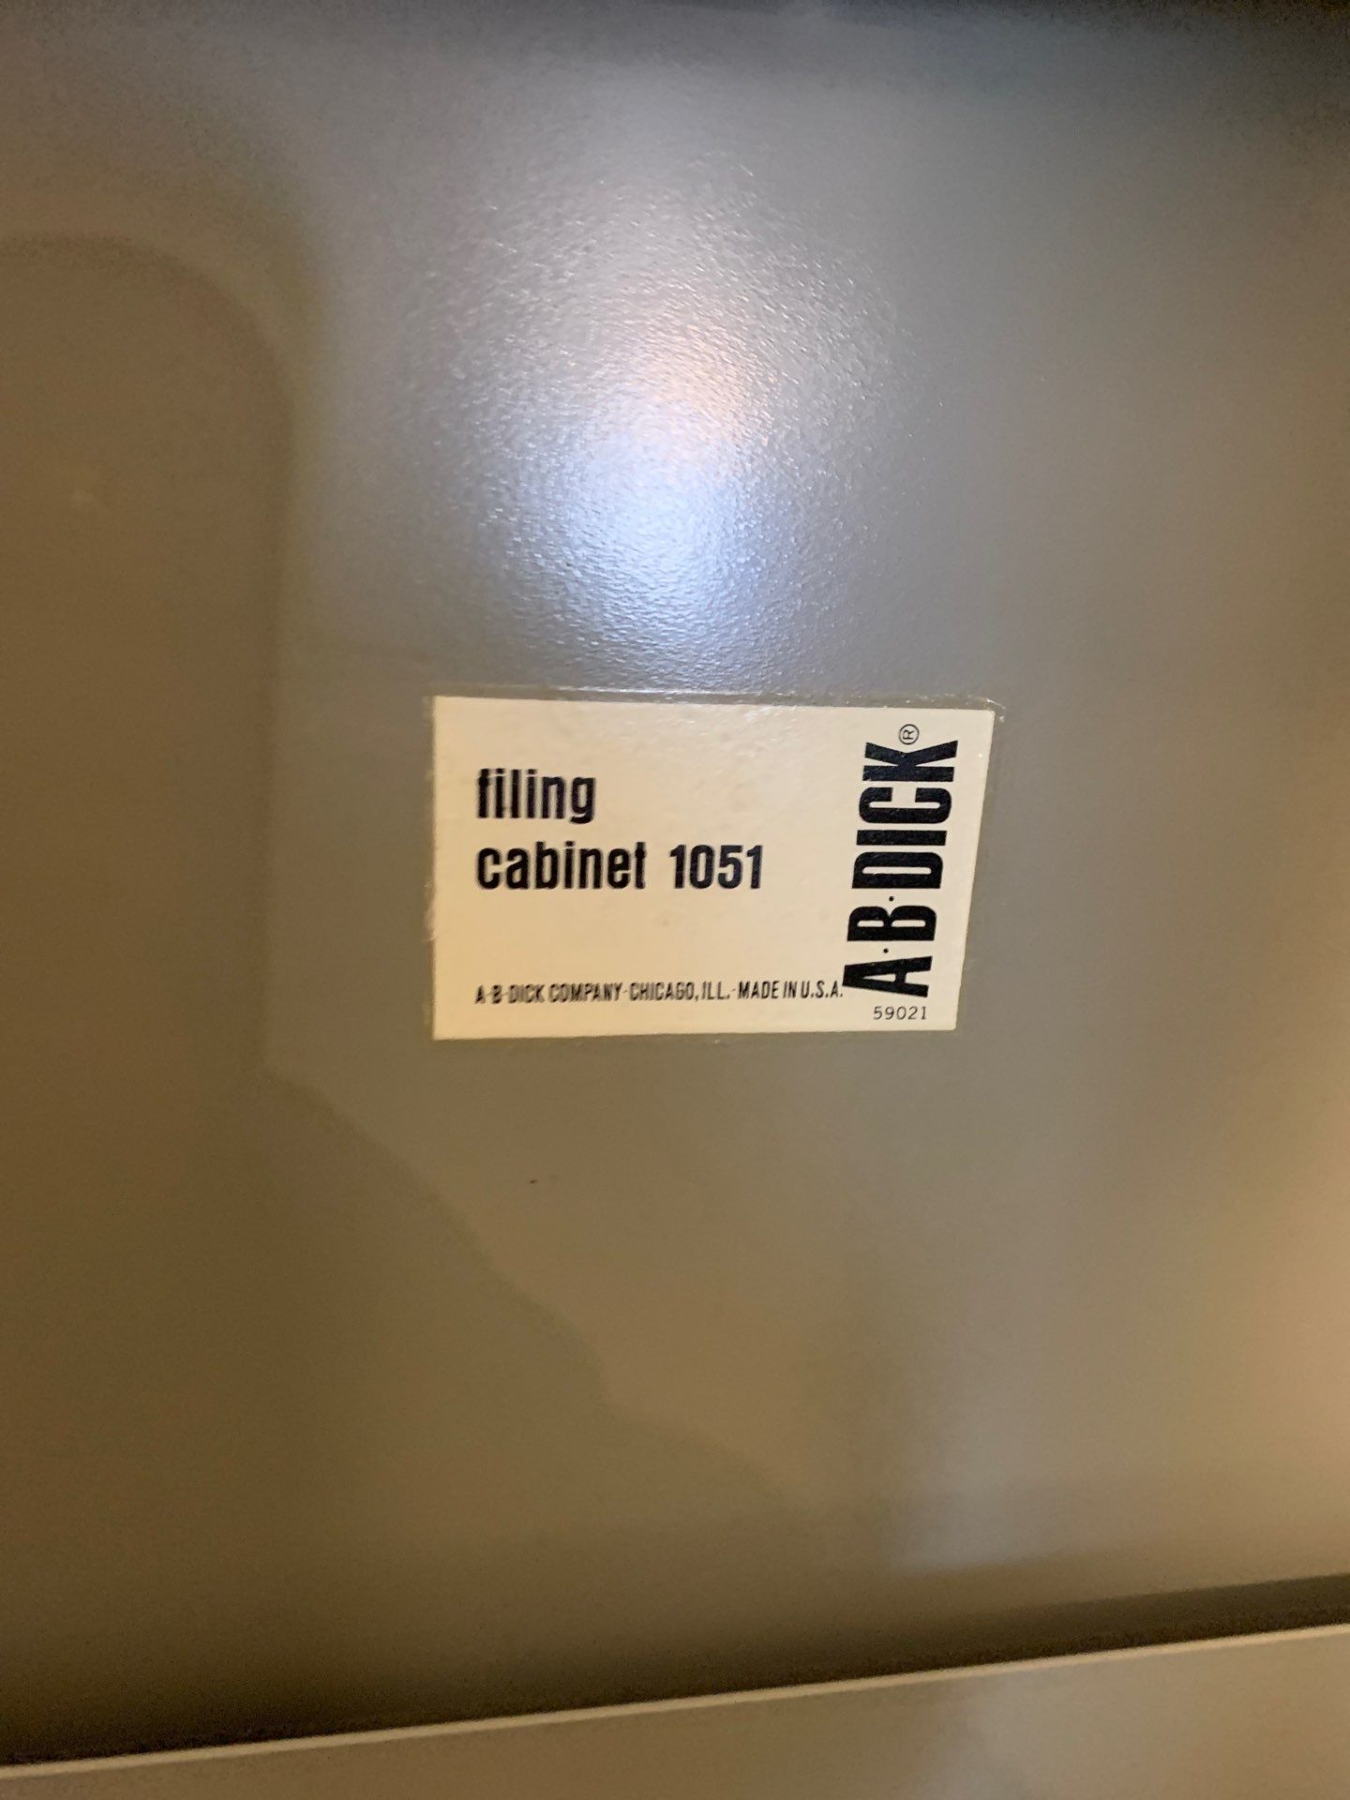 filing
cabinet 1051
A·B·DICK COMPANY·CHICAGO, ILL.·MADE IN U.S.A.
A·B·DICK®
59021